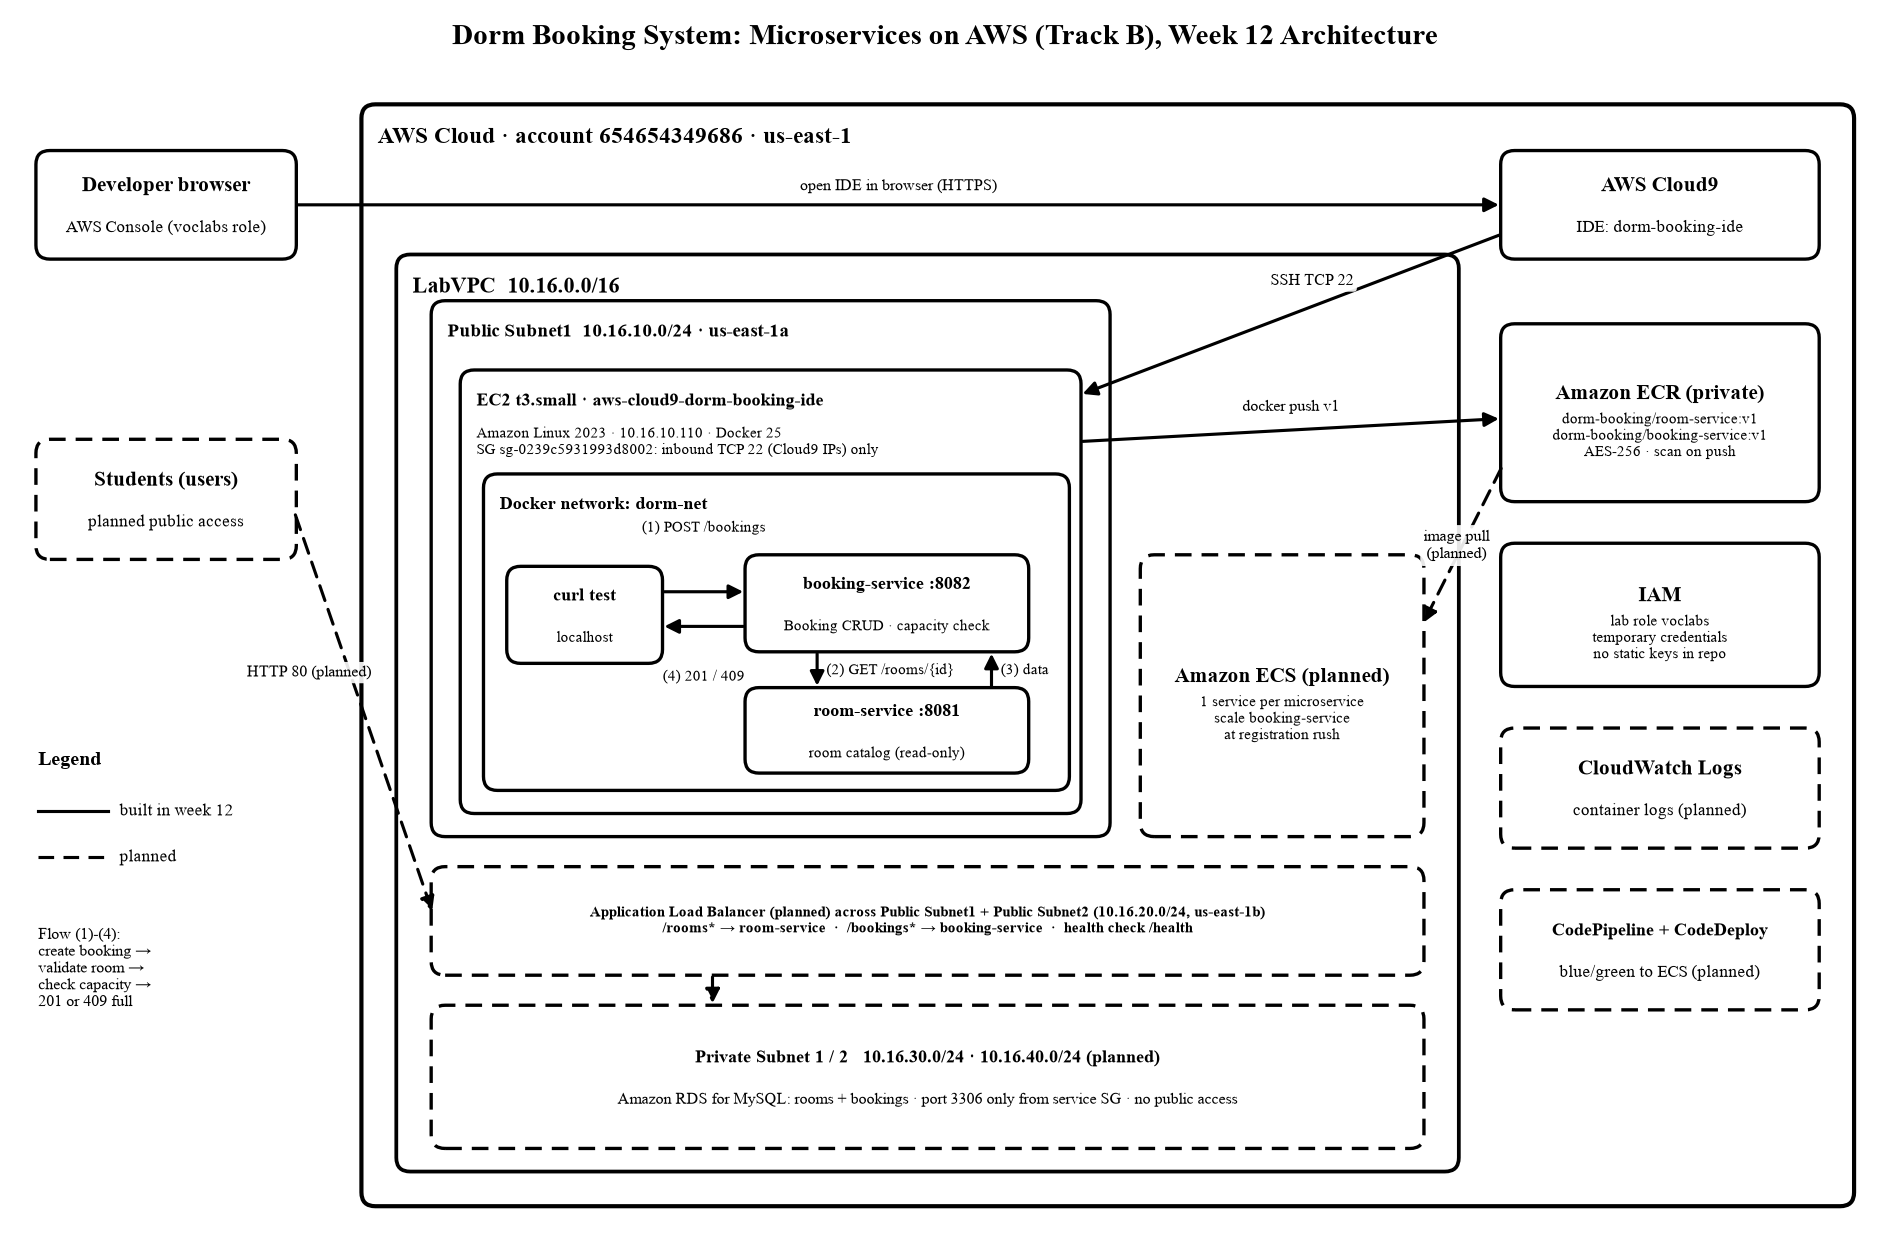 Dorm Booking System: Microservices on AWS (Track B), Week 12 Architecture
AWS Cloud · account 654654349686 · us-east-1
Developer browser
AWS Console (voclabs role)
open IDE in browser (HTTPS)
AWS Cloud9
IDE: dorm-booking-ide
LabVPC  10.16.0.0/16
SSH TCP 22
Public Subnet1  10.16.10.0/24 · us-east-1a
EC2 t3.small · aws-cloud9-dorm-booking-ide
Amazon Linux 2023 · 10.16.10.110 · Docker 25
SG sg-0239c5931993d8002: inbound TCP 22 (Cloud9 IPs) only
docker push v1
Amazon ECR (private)
dorm-booking/room-service:v1
dorm-booking/booking-service:v1
AES-256 · scan on push
Students (users)
planned public access
Docker network: dorm-net
(1) POST /bookings
curl test
localhost
booking-service :8082
Booking CRUD · capacity check
(2) GET /rooms/{id}
(3) data
(4) 201 / 409
room-service :8081
room catalog (read-only)
image pull
(planned)
Amazon ECS (planned)
1 service per microservice
scale booking-service
at registration rush
IAM
lab role voclabs
temporary credentials
no static keys in repo
HTTP 80 (planned)
CloudWatch Logs
container logs (planned)
Legend
built in week 12
planned
Application Load Balancer (planned) across Public Subnet1 + Public Subnet2 (10.16.20.0/24, us-east-1b)
/rooms* → room-service  ·  /bookings* → booking-service  ·  health check /health
CodePipeline + CodeDeploy
blue/green to ECS (planned)
Flow (1)-(4):
create booking →
validate room →
check capacity →
201 or 409 full
Private Subnet 1 / 2   10.16.30.0/24 · 10.16.40.0/24 (planned)
Amazon RDS for MySQL: rooms + bookings · port 3306 only from service SG · no public access